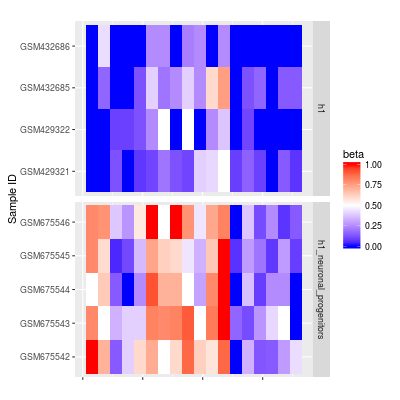 GSM432686
GSM432685
GSM429322
GSM429321
h1
GSM675546
GSM675545
GSM675544
GSM675543
GSM675542
h1_neuronal_progenitors
Sample ID
beta
1.00
0.75
0.50
0.25
0.00